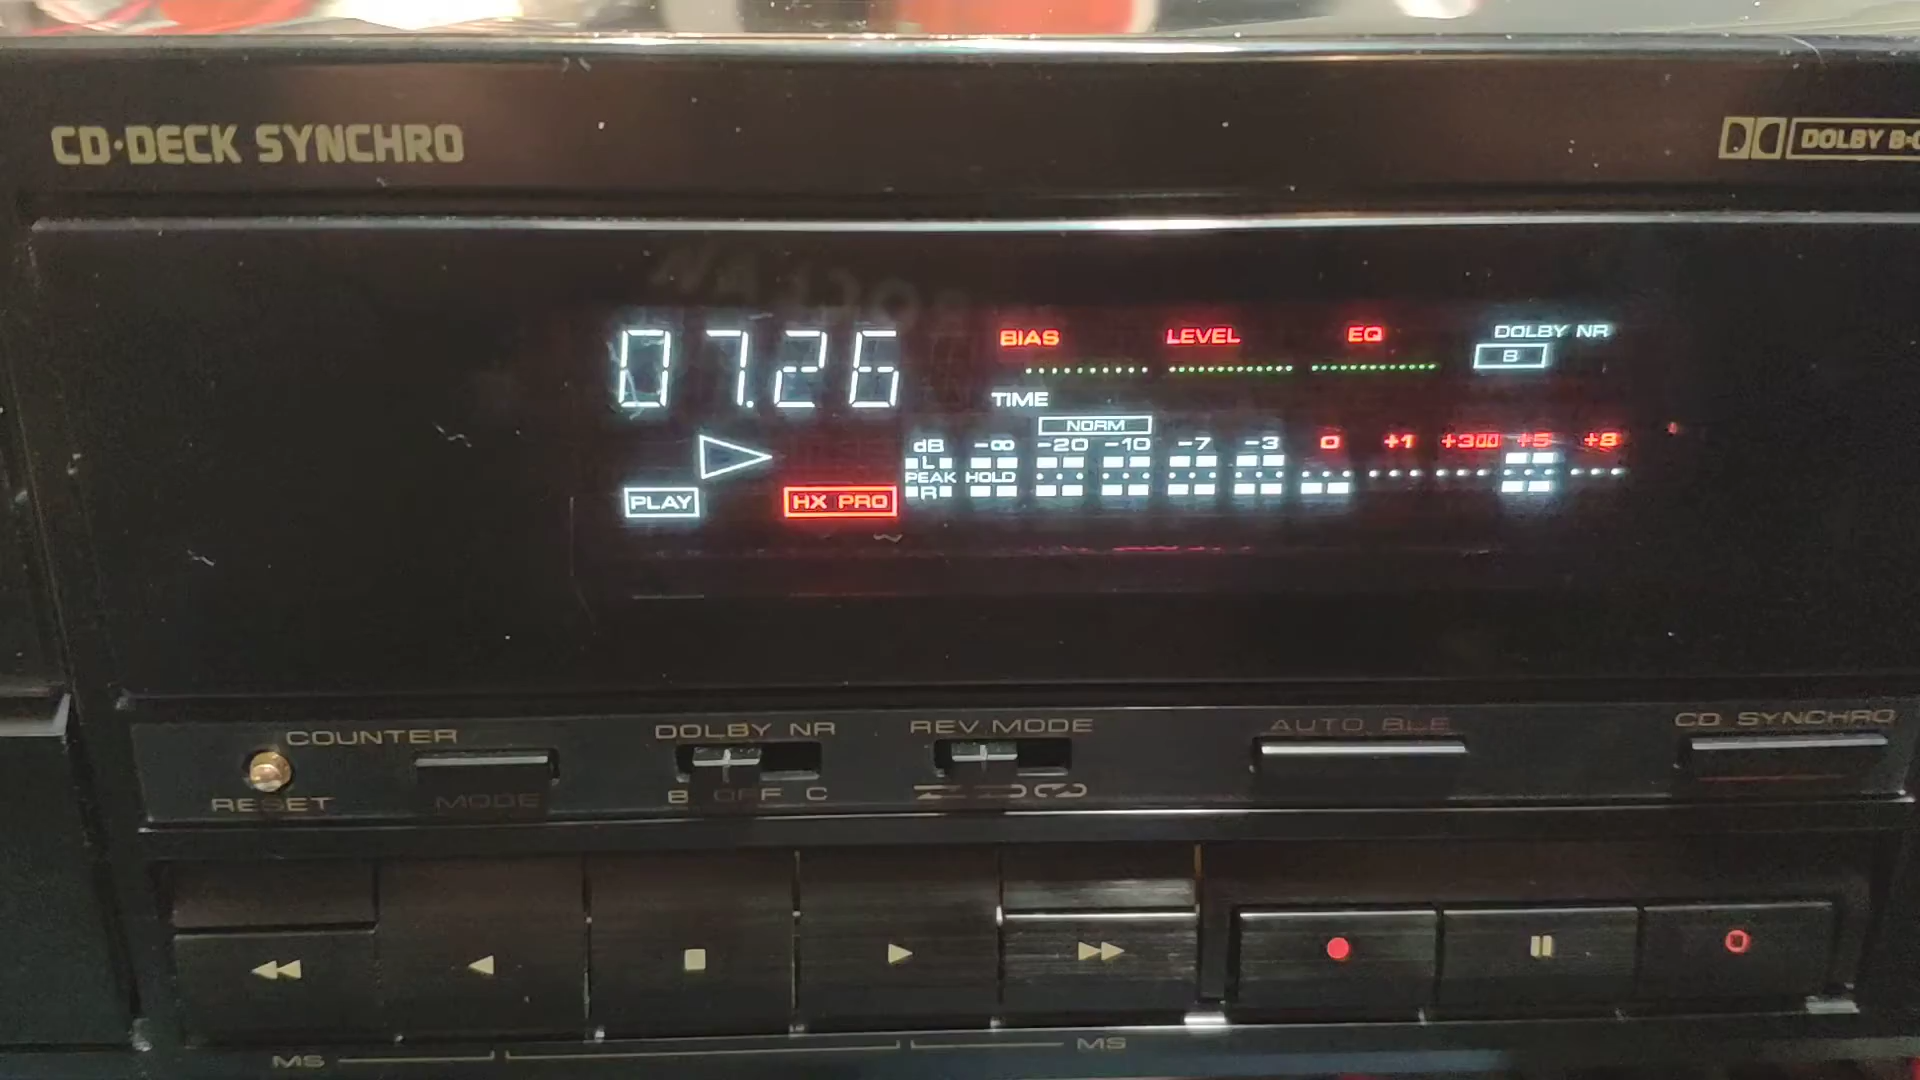 CD·DECK SYNCHRO
DOLBY B·C
07.26
BIAS LEVEL EQ DOLBY NR
B
TIME
NORM
dB -∞ -20 -10 -7 -3 0 +1 +3 +5 +8
L
PEAK HOLD
R
PLAY
HX PRO
COUNTER
RESET
MODE
DOLBY NR
B OFF C
REV MODE
AUTO BLE
CD SYNCHRO
MS
MS